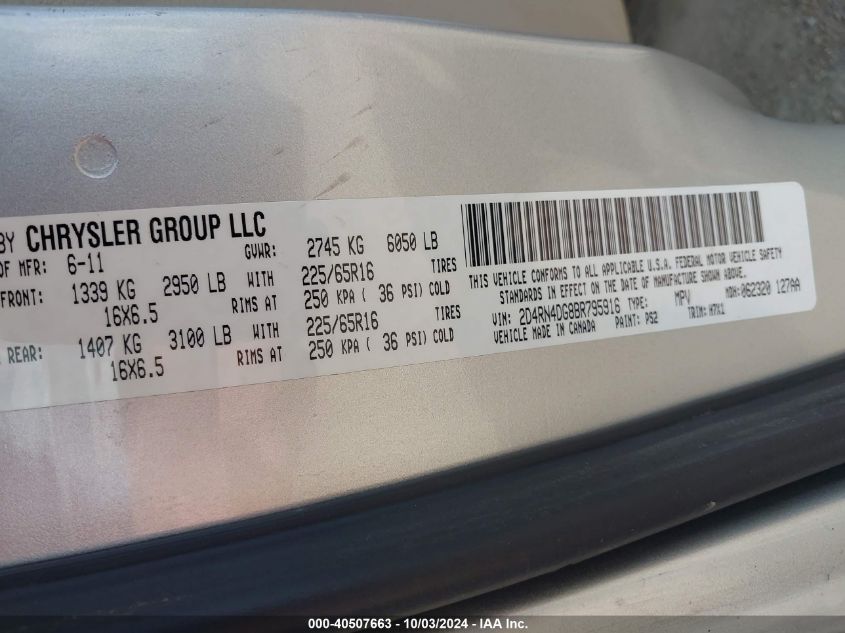 BY CHRYSLER GROUP LLC
OF MFR: 6-11 GVWR: 2745 KG 6050 LB
FRONT: 1339 KG 2950 LB WITH 225/65R16 TIRES
16X6.5 RIMS AT 250 KPA ( 36 PSI) COLD
REAR: 1407 KG 3100 LB WITH 225/65R16 TIRES
16X6.5 RIMS AT 250 KPA ( 36 PSI) COLD
THIS VEHICLE CONFORMS TO ALL APPLICABLE U.S.A. FEDERAL MOTOR VEHICLE SAFETY
STANDARDS IN EFFECT ON THE DATE OF MANUFACTURE SHOWN ABOVE.
VIN: 2D4RN4DG8BR795916 TYPE: MPV MDH: 062320 127AA
VEHICLE MADE IN CANADA PAINT: PS2 TRIM: H7X1
000-40507663 - 10/03/2024 - IAA Inc.